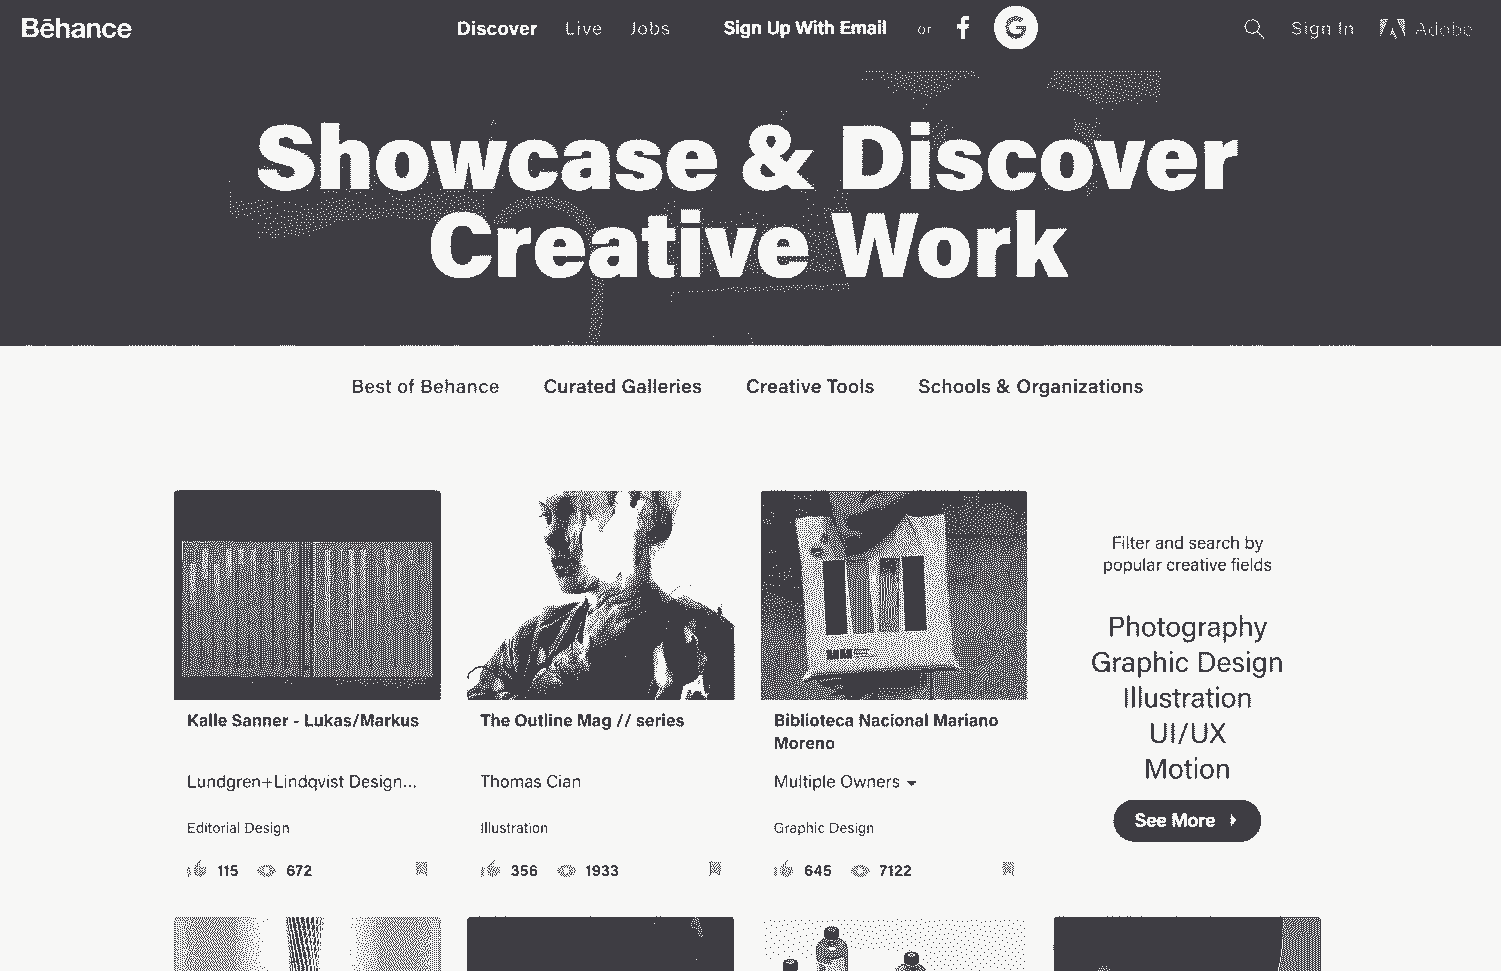 Bēhance
Discover Live Jobs Sign Up With Email or f G Sign In Adobe
Showcase & Discover
Creative Work
Best of Behance Curated Galleries Creative Tools Schools & Organizations
Filter and search by
popular creative fields
Photography
Graphic Design
Illustration
UI/UX
Motion
See More
Kalle Sanner - Lukas/Markus
Lundgren+Lindqvist Design...
Editorial Design
115 672
The Outline Mag // series
Thomas Cian
Illustration
356 1933
Biblioteca Nacional Mariano
Moreno
Multiple Owners
Graphic Design
645 7122